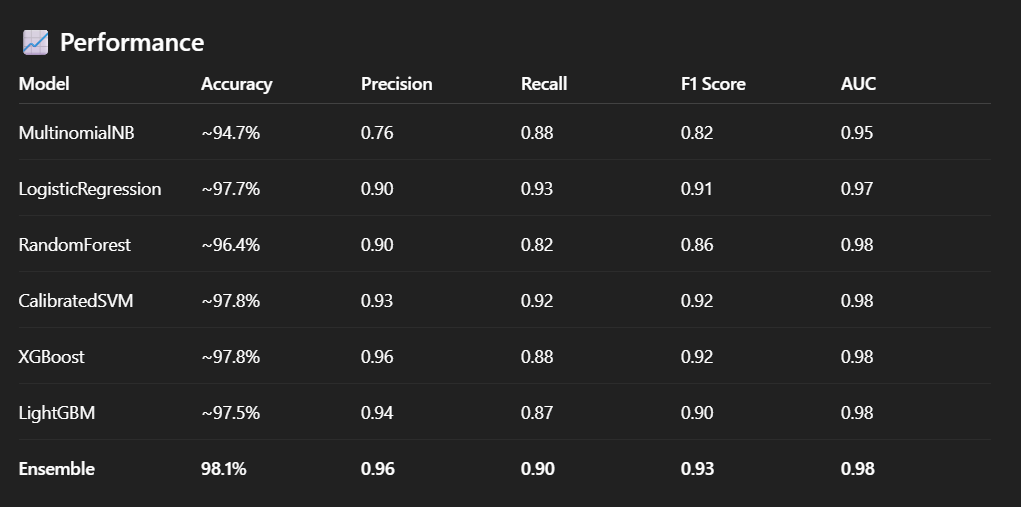 📈 Performance
Model Accuracy Precision Recall F1 Score AUC
MultinomialNB ~94.7% 0.76 0.88 0.82 0.95
LogisticRegression ~97.7% 0.90 0.93 0.91 0.97
RandomForest ~96.4% 0.90 0.82 0.86 0.98
CalibratedSVM ~97.8% 0.93 0.92 0.92 0.98
XGBoost ~97.8% 0.96 0.88 0.92 0.98
LightGBM ~97.5% 0.94 0.87 0.90 0.98
Ensemble 98.1% 0.96 0.90 0.93 0.98